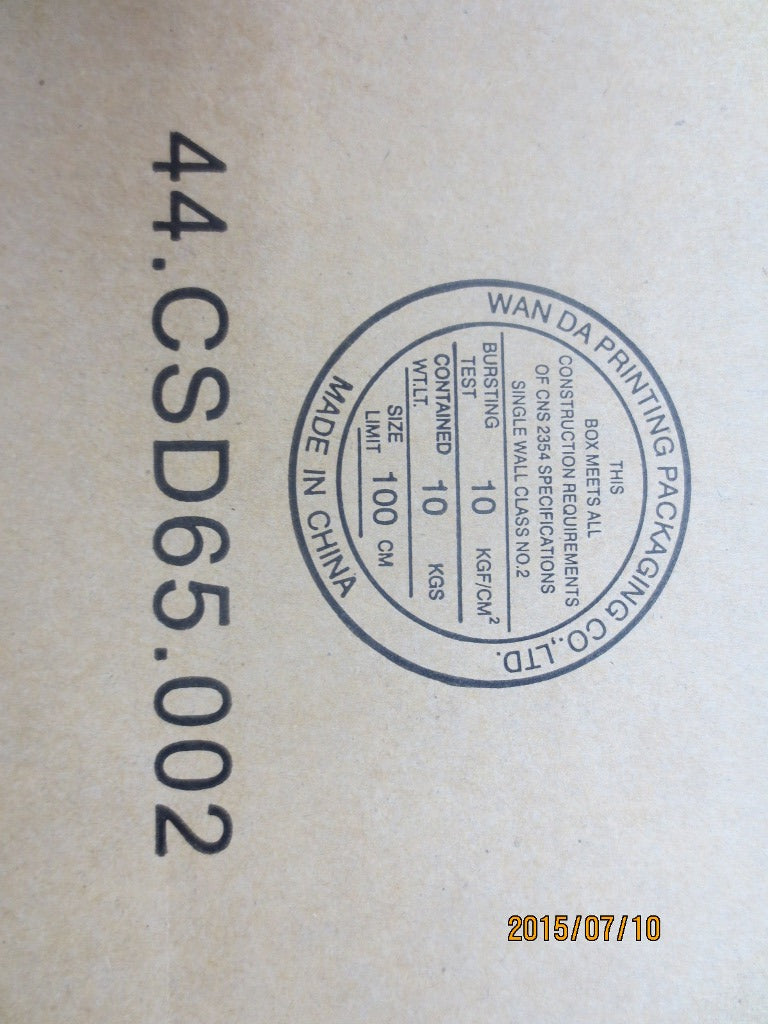 WAN DA PRINTING PACKAGING CO.,LTD.
THIS
BOX MEETS ALL
CONSTRUCTION REQUIREMENTS
OF CNS 2354 SPECIFICATIONS
SINGLE WALL CLASS NO.2
BURSTING TEST 10 KGF/CM²
CONTAINED WT.LT. 10 KGS
SIZE LIMIT 100 CM
MADE IN CHINA
44.CSD65.002
2015/07/10